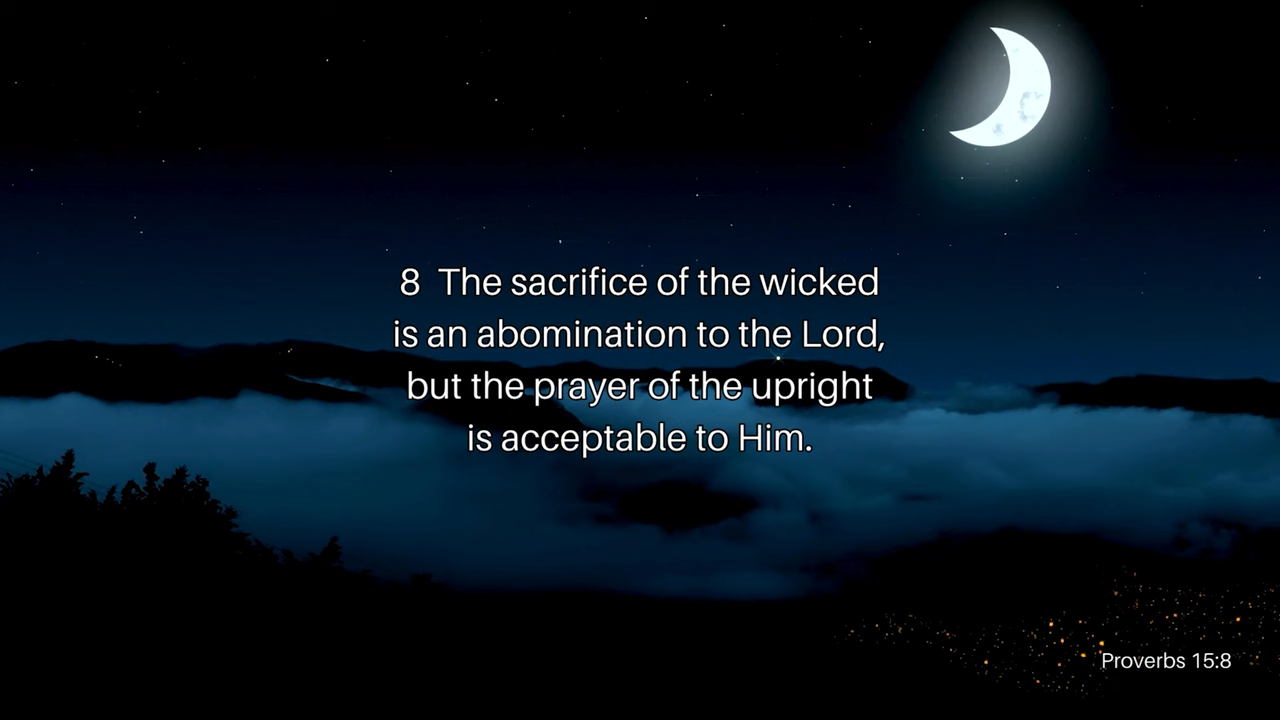 8 The sacrifice of the wicked
is an abomination to the Lord,
but the prayer of the upright
is acceptable to Him.
Proverbs 15:8